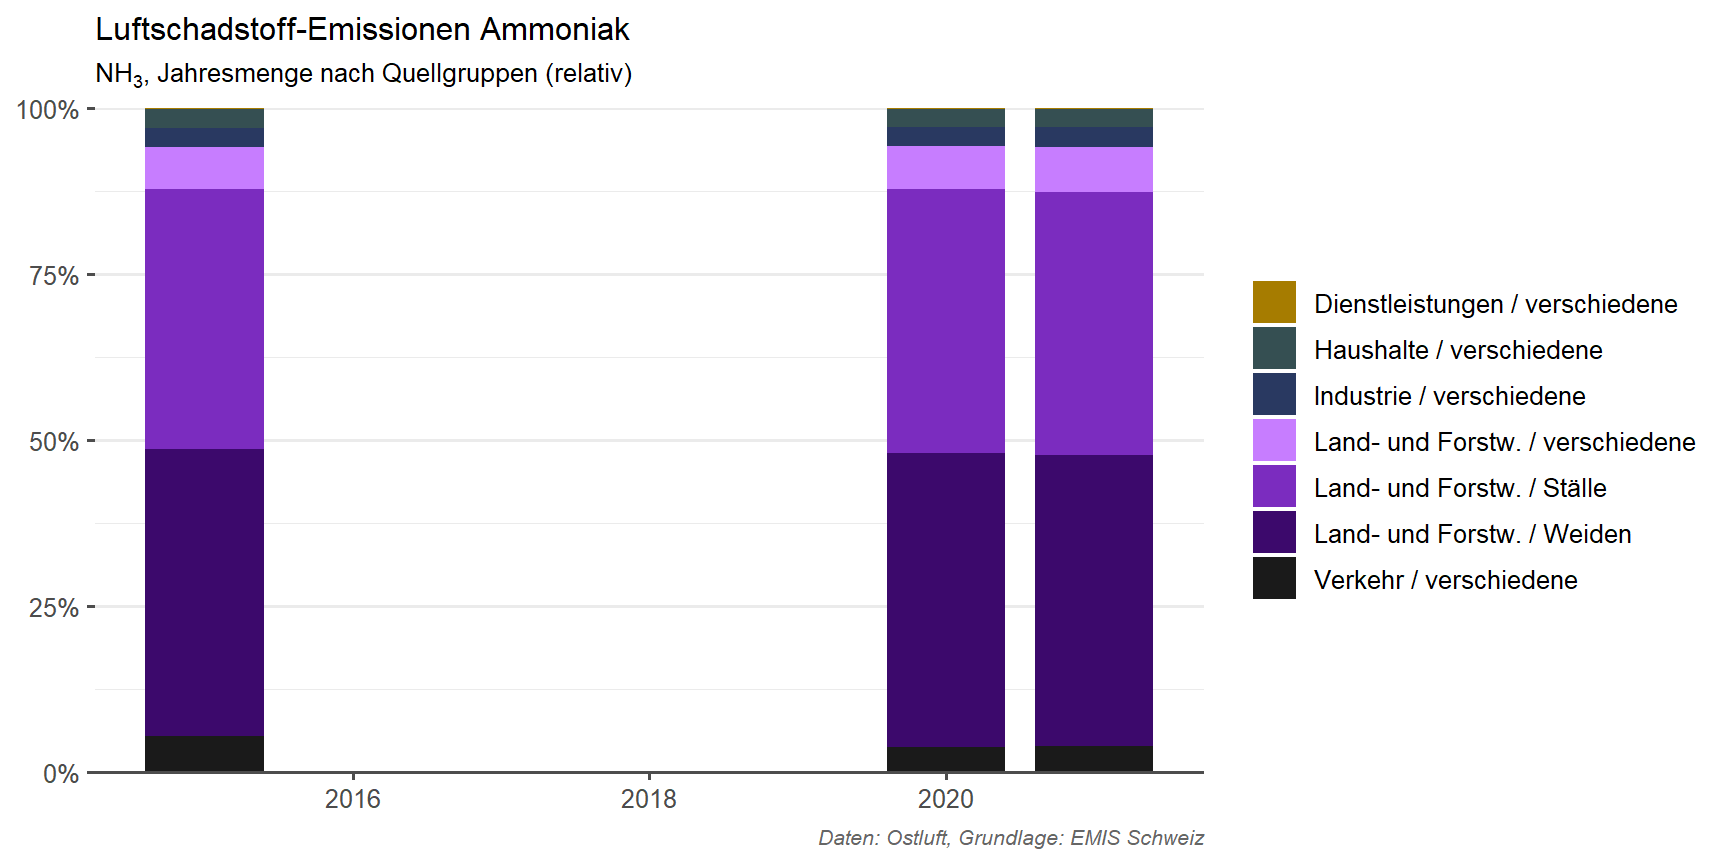 Luftschadstoff-Emissionen Ammoniak
NH₃, Jahresmenge nach Quellgruppen (relativ)
100%
75%
50%
25%
0%
2016
2018
2020
Dienstleistungen / verschiedene
Haushalte / verschiedene
Industrie / verschiedene
Land- und Forstw. / verschiedene
Land- und Forstw. / Ställe
Land- und Forstw. / Weiden
Verkehr / verschiedene
Daten: Ostluft, Grundlage: EMIS Schweiz